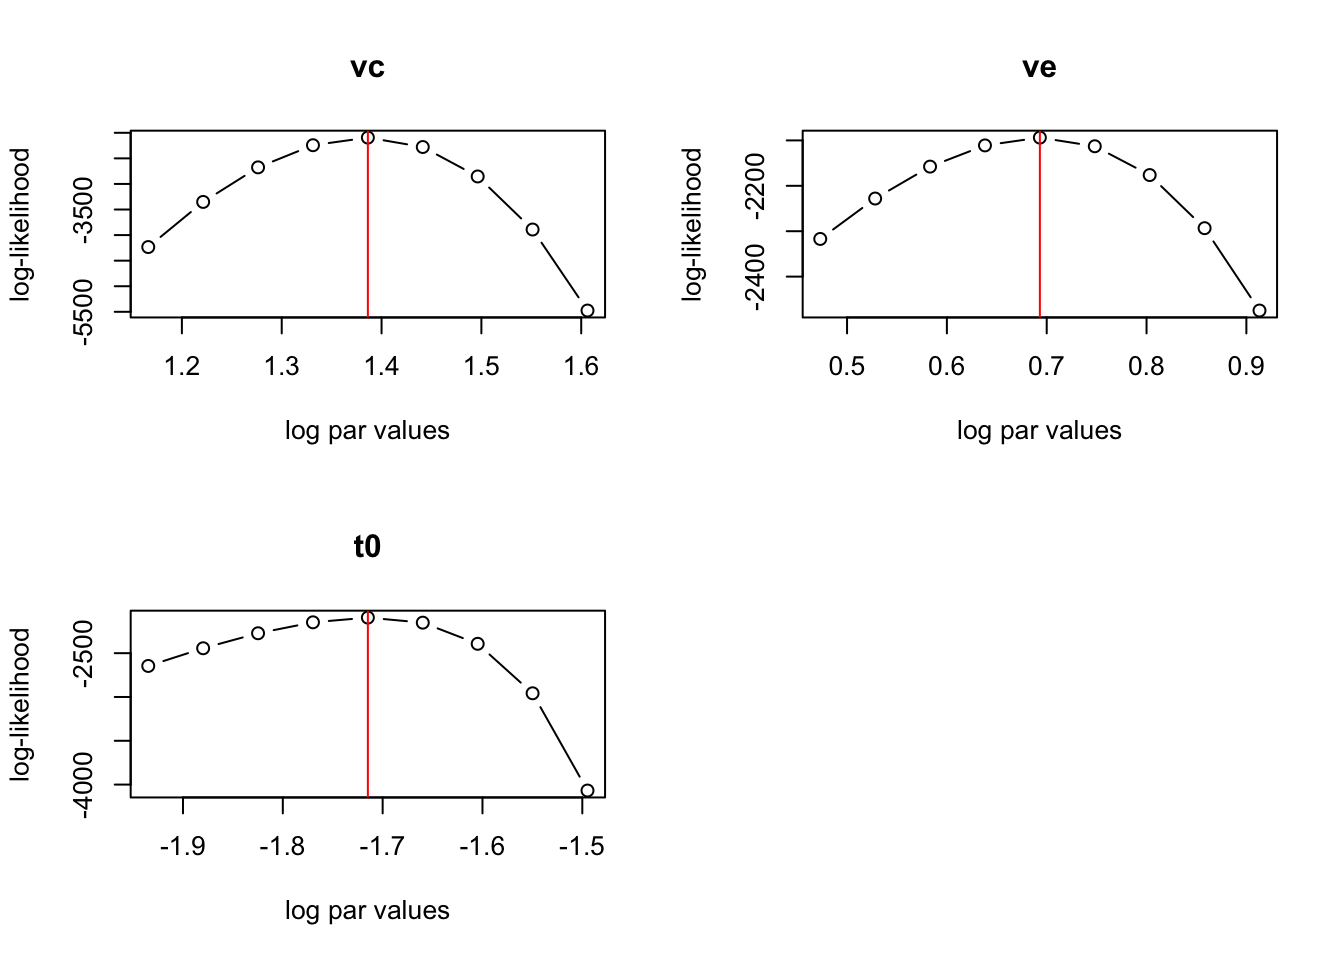 vc
log-likelihood
-3500
-5500
1.2 1.3 1.4 1.5 1.6
log par values
ve
log-likelihood
-2200
-2400
0.5 0.6 0.7 0.8 0.9
log par values
t0
log-likelihood
-2500
-4000
-1.9 -1.8 -1.7 -1.6 -1.5
log par values